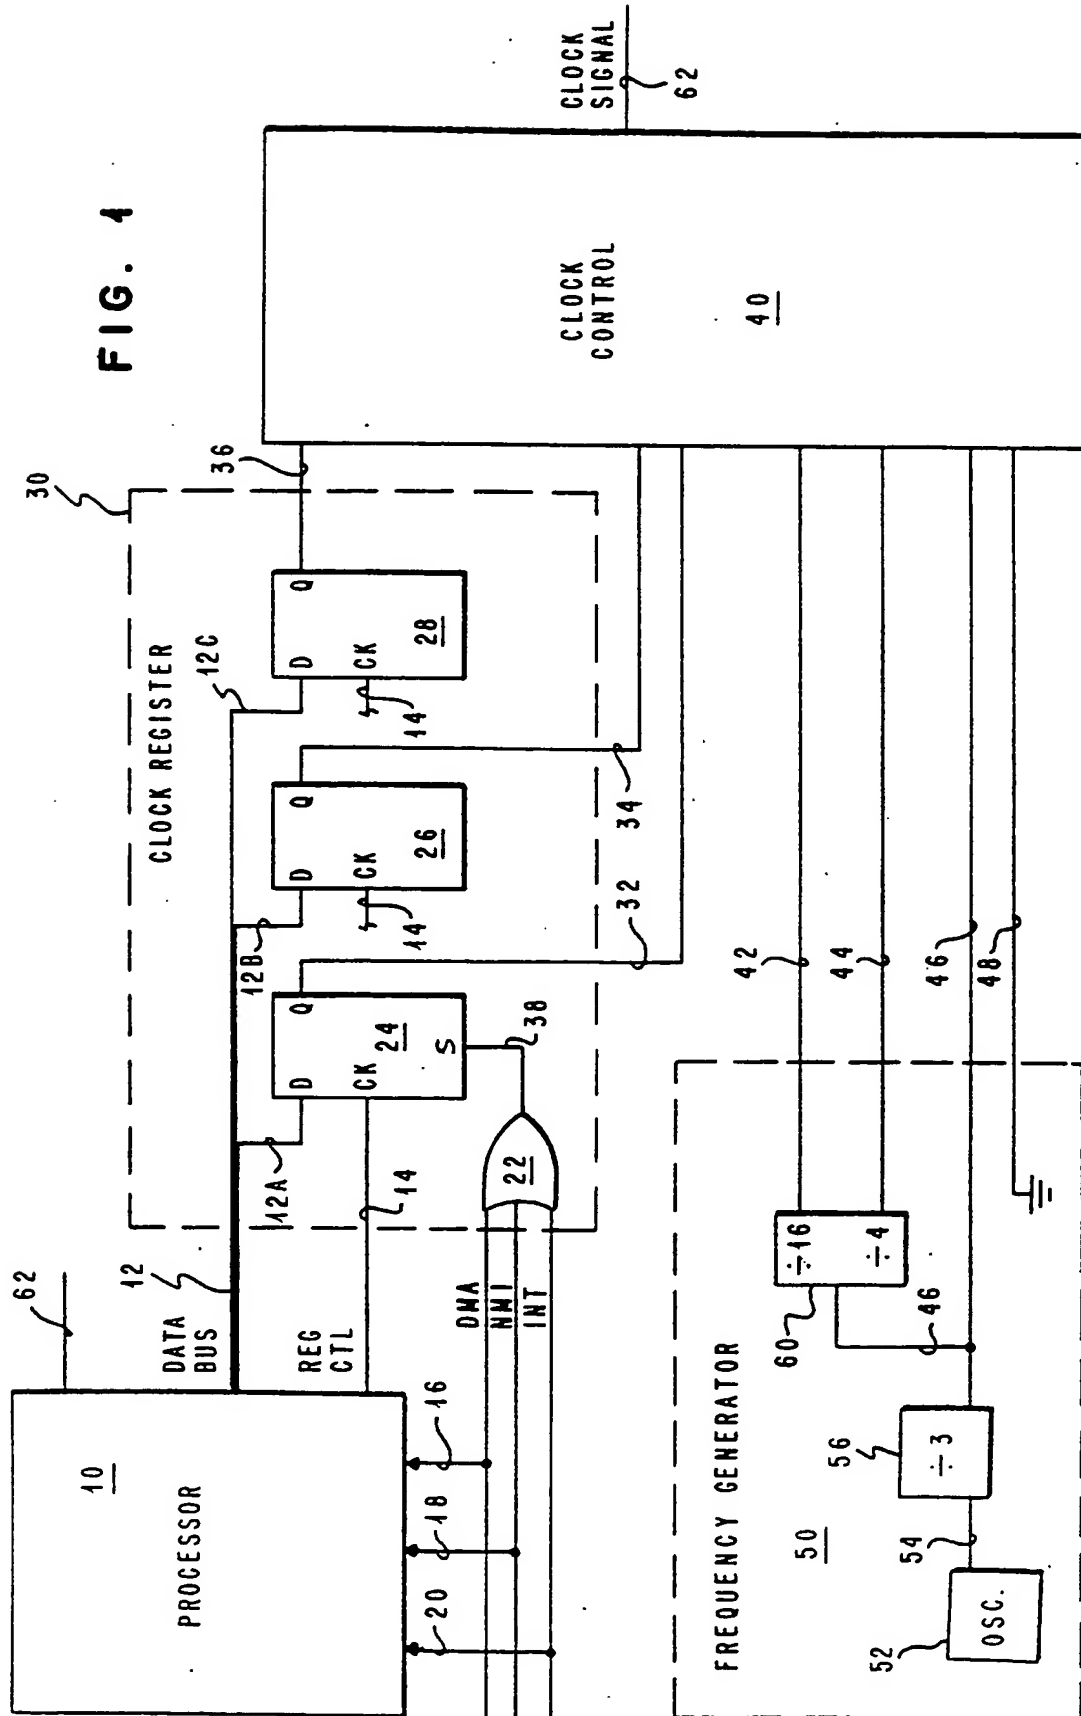 FIG. 1
PROCESSOR
10
62
DATA
BUS
12
REG
CTL
14
16
18
20
DMA
NMI
INT
22
38
CLOCK REGISTER
30
12A
12B
12C
D
Q
CK
24
S
D
Q
CK
26
14
D
Q
CK
28
14
32
34
36
CLOCK
CONTROL
40
CLOCK
SIGNAL
62
FREQUENCY GENERATOR
50
OSC.
52
54
÷3
56
46
60
÷16
÷4
42
44
46
48